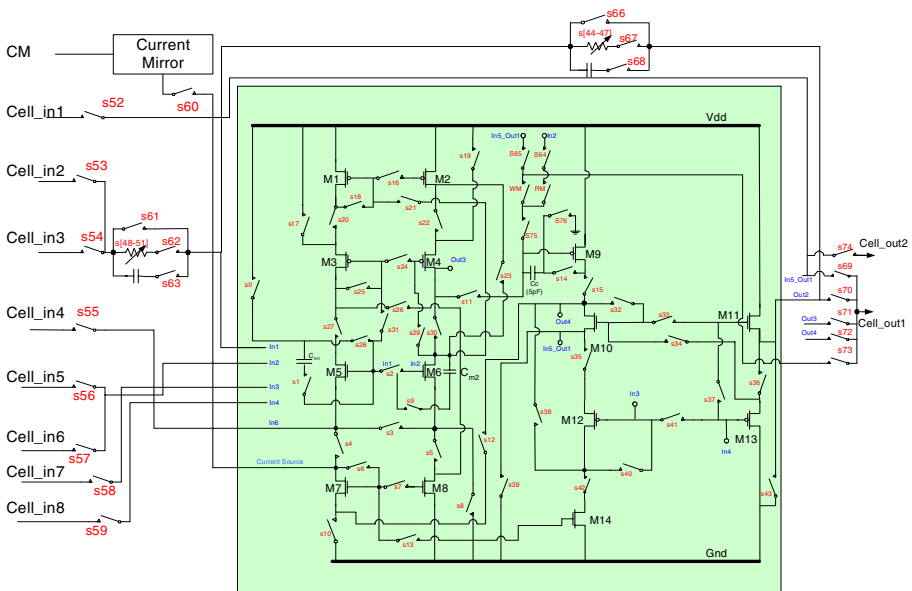 s66
s[44-47]
s67
CM
Current
Mirror
s68
s60
Cell_in1
s52
Vdd
In5_Out1
In2
s19
S65
S64
Cell_in2
s53
M1
s16
M2
WM
RM
s18
s21
s17
s20
s22
S75
S76
s61
Cell_in3
s54
s[48-51]
s62
s63
M3
s24
M4
Out3
s23
M9
s74
Cell_out2
In5_Out1
s69
s0
s25
s11
Cc
(5pF)
s14
s15
Out2
s70
s26
s32
Out3
s71
Cell_out1
Out4
s72
s73
Cell_in4
s55
s27
s31
s29
s30
Out4
s33
M11
In1
s28
In5_Out1
M10
s34
In2
s35
Cell_in5
s56
s1
M5
In1
s2
In2
M6
Cm2
s36
In3
s37
In4
s9
s38
In3
M12
s41
M13
In6
s3
s12
In4
Cell_in6
s57
s4
s5
Current Source
s6
s40
Cell_in7
s58
M7
s7
M8
s39
s42
s43
s8
Cell_in8
s59
s10
s13
M14
Gnd